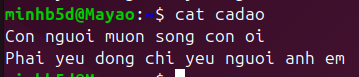 minhb5d@Mayao:~$ cat cadao
Con nguoi muon song con oi
Phai yeu dong chi yeu nguoi anh em